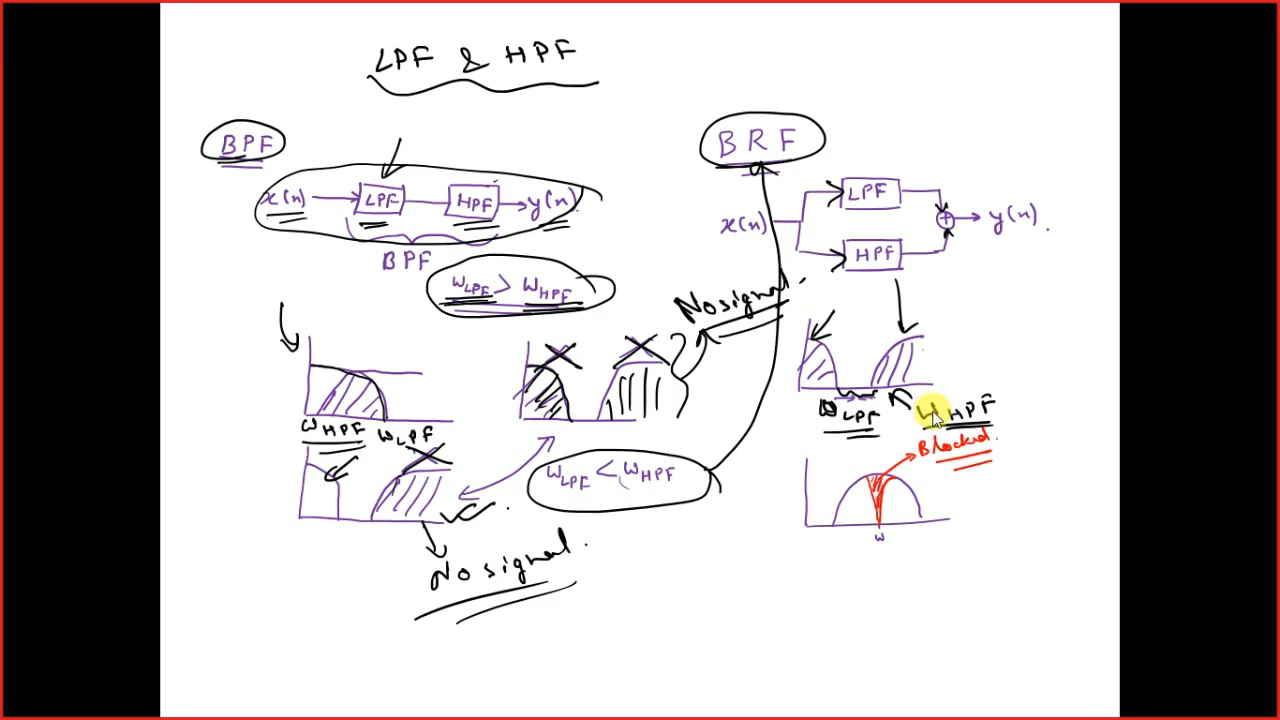 LPF & HPF
BPF
x(n) LPF HPF y(n)
BPF
ωLPF > ωHPF
BRF
LPF
x(n) y(n).
HPF
No signal.
ωHPF ωLPF
ωLPF < ωHPF
No signal.
ωLPF ωHPF
Blocked.
ω